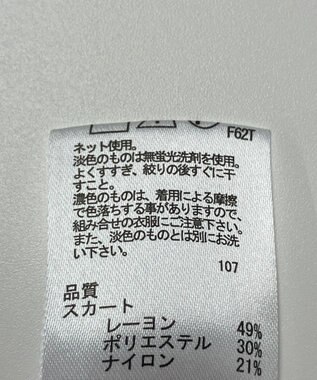 F62T
ネット使用。
淡色のものは無蛍光洗剤を使用。
よくすすぎ、絞りの後すぐに干
すこと。
濃色のものは、着用による摩擦
で色落ちする事がありますので、
組み合せの衣服にご注意下さい。
また、淡色のものとは別にお洗
い下さい。
107
品質
スカート
レーヨン 49%
ポリエステル 30%
ナイロン 21%